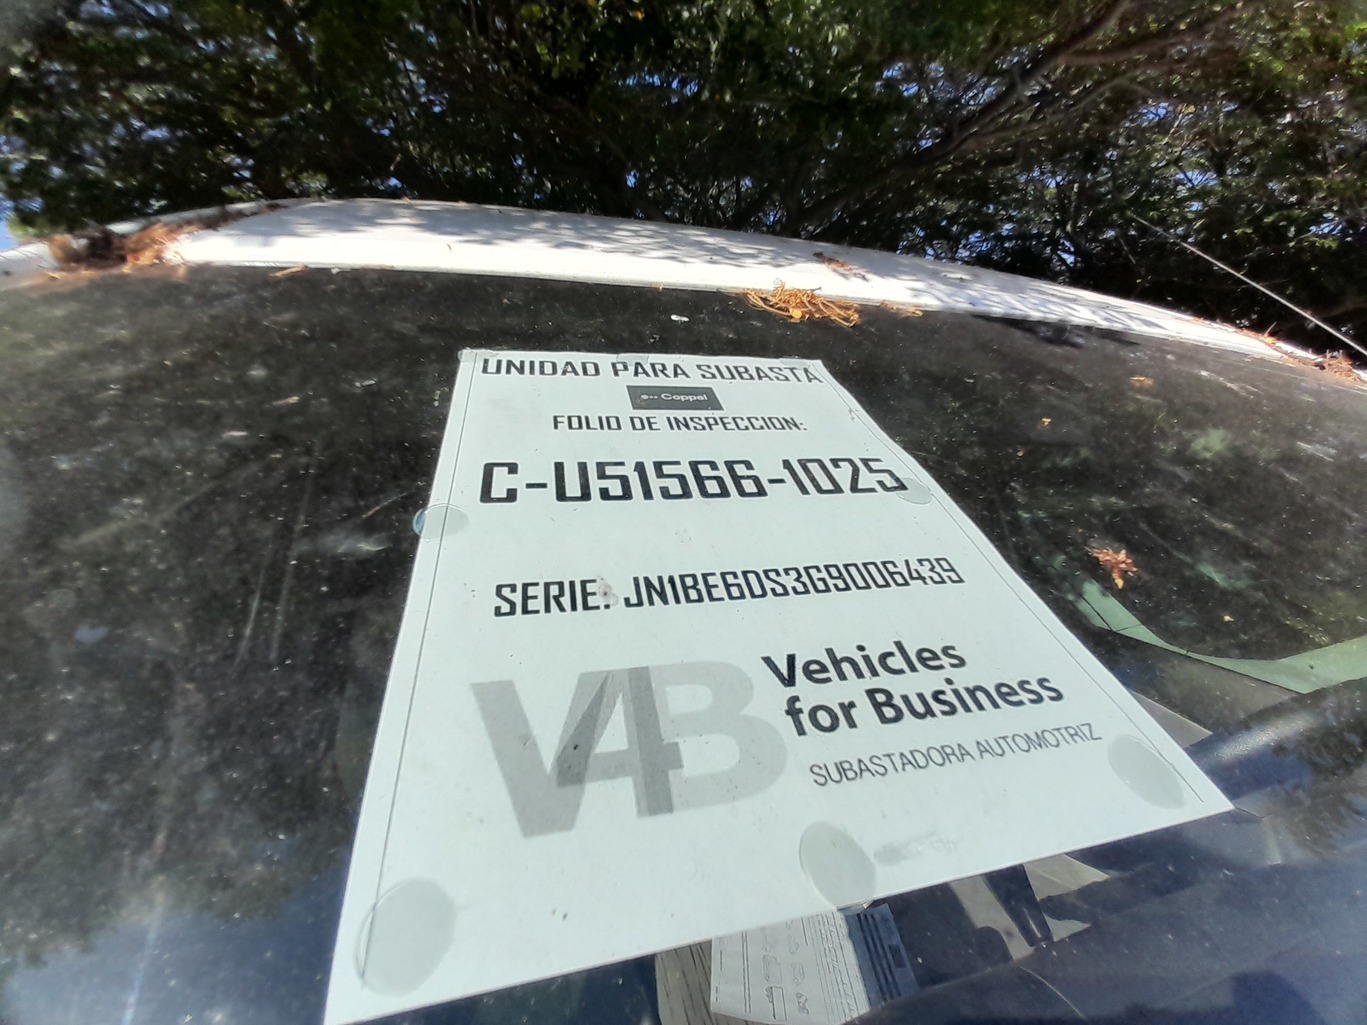 UNIDAD PARA SUBASTA
Coppel
FOLIO DE INSPECCION:
C-U51566-1025
SERIE: JN1BE6DS3G9006439
V4B
Vehicles
for Business
SUBASTADORA AUTOMOTRIZ